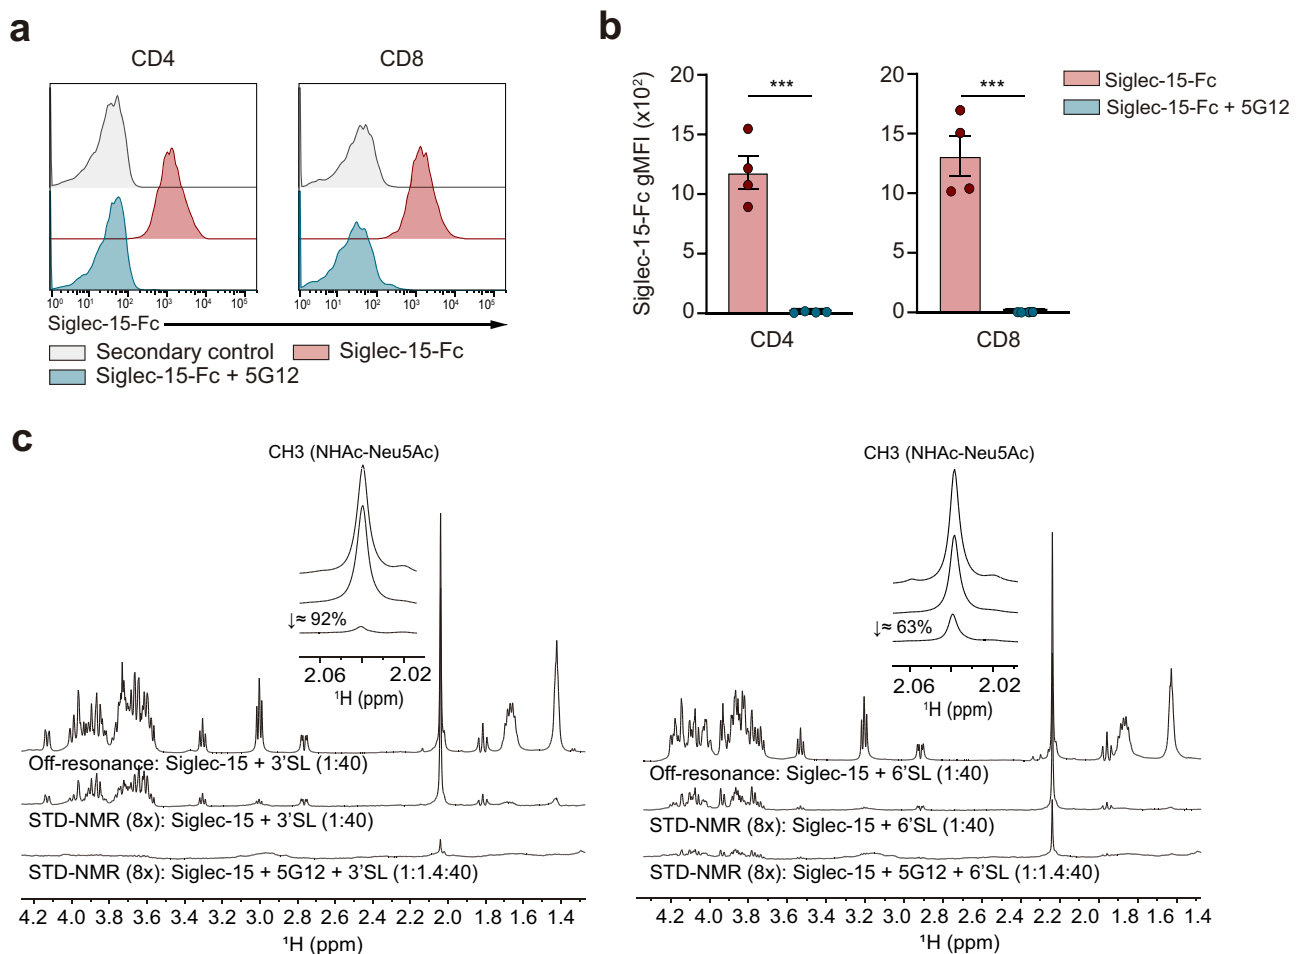 a
CD4
CD8
10⁰ 10¹ 10² 10³ 10⁴ 10⁵
10⁰ 10¹ 10² 10³ 10⁴ 10⁵
Siglec-15-Fc
Secondary control
Siglec-15-Fc
Siglec-15-Fc + 5G12
b
Siglec-15-Fc gMFI (x10²)
20
15
10
5
0
***
CD4
20
15
10
5
0
***
CD8
Siglec-15-Fc
Siglec-15-Fc + 5G12
c
CH3 (NHAc-Neu5Ac)
↓≈ 92%
2.06 2.02
¹H (ppm)
Off-resonance: Siglec-15 + 3'SL (1:40)
STD-NMR (8x): Siglec-15 + 3'SL (1:40)
STD-NMR (8x): Siglec-15 + 5G12 + 3'SL (1:1.4:40)
4.2 4.0 3.8 3.6 3.4 3.2 3.0 2.8 2.6 2.4 2.2 2.0 1.8 1.6 1.4
¹H (ppm)
CH3 (NHAc-Neu5Ac)
↓≈ 63%
2.06 2.02
¹H (ppm)
Off-resonance: Siglec-15 + 6'SL (1:40)
STD-NMR (8x): Siglec-15 + 6'SL (1:40)
STD-NMR (8x): Siglec-15 + 5G12 + 6'SL (1:1.4:40)
4.2 4.0 3.8 3.6 3.4 3.2 3.0 2.8 2.6 2.4 2.2 2.0 1.8 1.6 1.4
¹H (ppm)